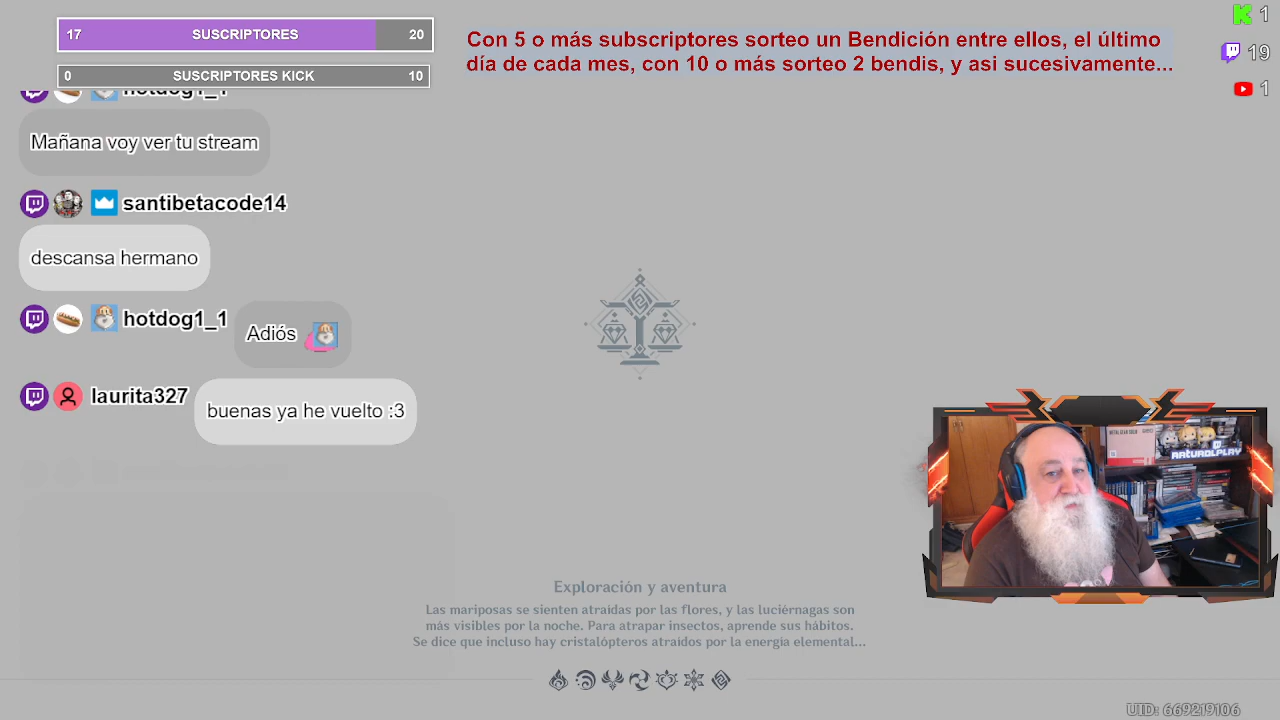 17 SUSCRIPTORES 20
0 SUSCRIPTORES KICK 10
Con 5 o más subscriptores sorteo un Bendición entre ellos, el último
día de cada mes, con 10 o más sorteo 2 bendis, y asi sucesivamente...
1
19
1
hotdog1_1
Mañana voy ver tu stream
santibetacode14
descansa hermano
hotdog1_1
Adiós
laurita327
buenas ya he vuelto :3
ARTUROLPLAY
Exploración y aventura
Las mariposas se sienten atraídas por las flores, y las luciérnagas son
más visibles por la noche. Para atrapar insectos, aprende sus hábitos.
Se dice que incluso hay cristalópteros atraídos por la energía elemental...
UID: 669219106